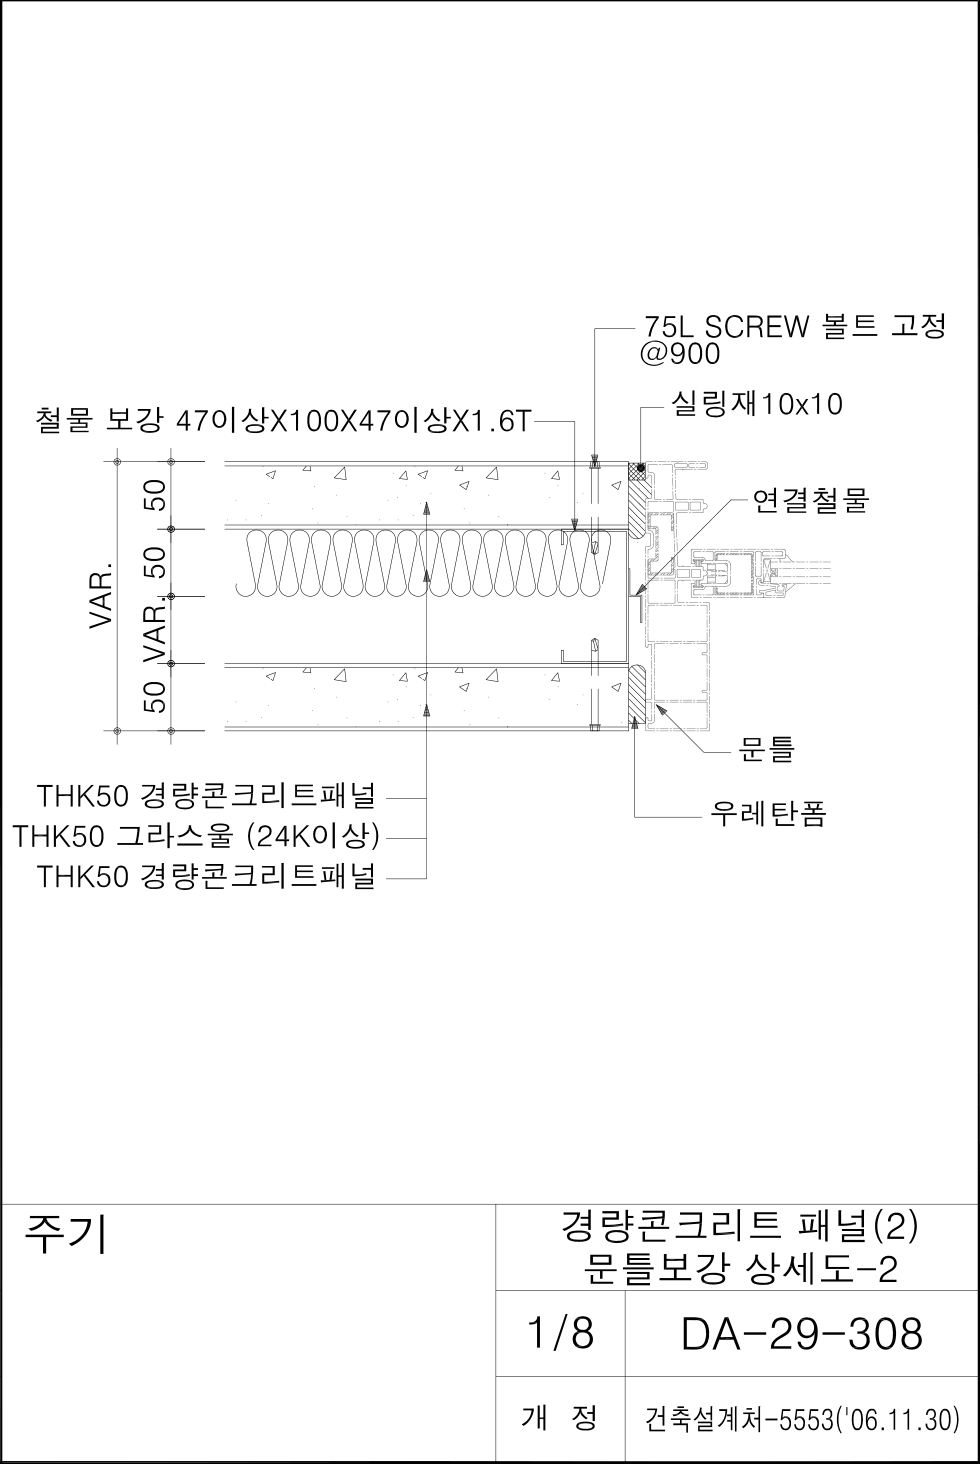 75L SCREW 볼트 고정
@900
실링재10x10
철물 보강 47이상X100X47이상X1.6T
연결철물
50
50
VAR.
VAR.
50
문틀
우레탄폼
THK50 경량콘크리트패널
THK50 그라스울 (24K이상)
THK50 경량콘크리트패널
주기
경량콘크리트 패널(2)
문틀보강 상세도-2
1/8
DA-29-308
개 정
건축설계처-5553('06.11.30)